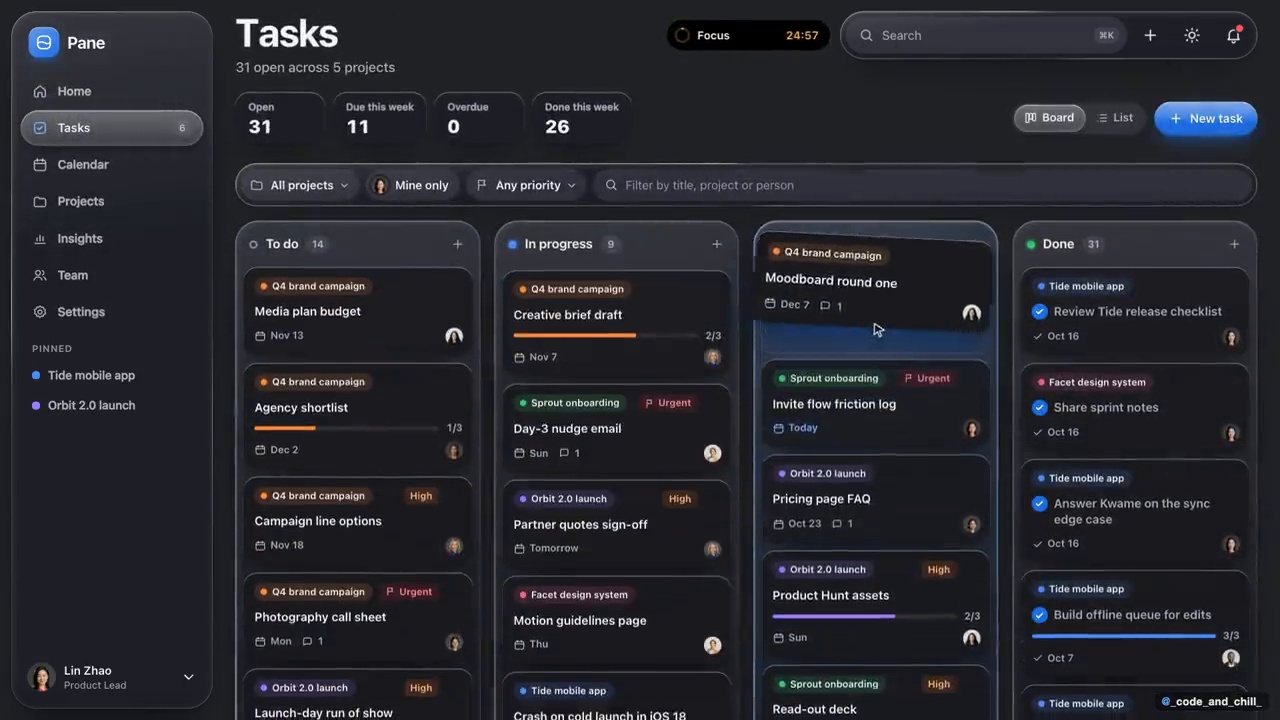 Pane
Home
Tasks 6
Calendar
Projects
Insights
Team
Settings
PINNED
Tide mobile app
Orbit 2.0 launch
Lin Zhao
Product Lead
Tasks
31 open across 5 projects
Focus 24:57
Search ⌘K
Open
31
Due this week
11
Overdue
0
Done this week
26
Board
List
New task
All projects
Mine only
Any priority
Filter by title, project or person
To do 14
Q4 brand campaign
Media plan budget
Nov 13
Q4 brand campaign
Agency shortlist
1/3
Dec 2
Q4 brand campaign High
Campaign line options
Nov 18
Q4 brand campaign Urgent
Photography call sheet
Mon 1
Orbit 2.0 launch High
Launch-day run of show
In progress 9
Q4 brand campaign
Creative brief draft
2/3
Nov 7
Sprout onboarding Urgent
Day-3 nudge email
Sun 1
Orbit 2.0 launch High
Partner quotes sign-off
Tomorrow
Facet design system
Motion guidelines page
Thu
Tide mobile app
Crash on cold launch in iOS 18
Q4 brand campaign
Moodboard round one
Dec 7 1
Sprout onboarding Urgent
Invite flow friction log
Today
Orbit 2.0 launch
Pricing page FAQ
Oct 23 1
Orbit 2.0 launch High
Product Hunt assets
2/3
Sun
Sprout onboarding High
Read-out deck
Done 31
Tide mobile app
Review Tide release checklist
Oct 16
Facet design system
Share sprint notes
Oct 16
Tide mobile app
Answer Kwame on the sync
edge case
Oct 16
Tide mobile app
Build offline queue for edits
3/3
Oct 7
Tide mobile app
@_code_and_chill_